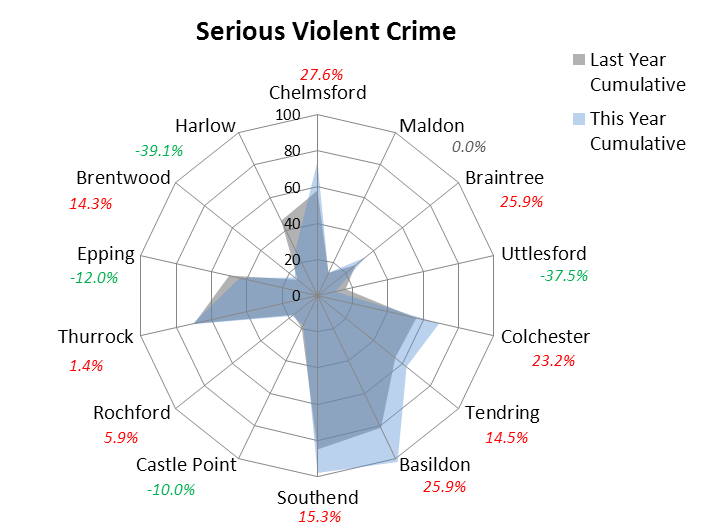 Serious Violent Crime
Last Year
Cumulative
This Year
Cumulative
27.6%
Chelmsford
Maldon
0.0%
Braintree
25.9%
Uttlesford
-37.5%
Colchester
23.2%
Tendring
14.5%
Basildon
25.9%
Southend
15.3%
Castle Point
-10.0%
Rochford
5.9%
Thurrock
1.4%
Epping
-12.0%
Brentwood
14.3%
Harlow
-39.1%
100
80
60
40
20
0